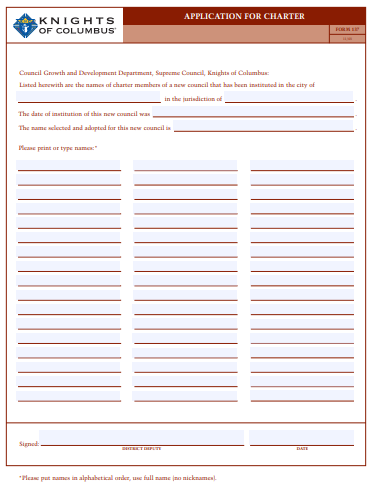 KNIGHTS
OF COLUMBUS®
APPLICATION FOR CHARTER
Council Growth and Development Department, Supreme Council, Knights of Columbus:
Listed herewith are the names of charter members of a new council that has been instituted in the city of
in the jurisdiction of .
The date of institution of this new council was .
The name selected and adopted for this new council is .
Please print or type names:*
Signed:
DISTRICT DEPUTY DATE
*Please put names in alphabetical order, use full name (no nicknames).